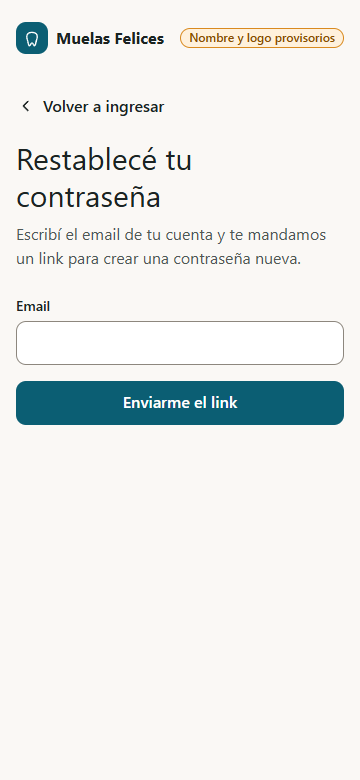 Muelas Felices
Nombre y logo provisorios
Volver a ingresar
Restablecé tu
contraseña
Escribí el email de tu cuenta y te mandamos
un link para crear una contraseña nueva.
Email
Enviarme el link